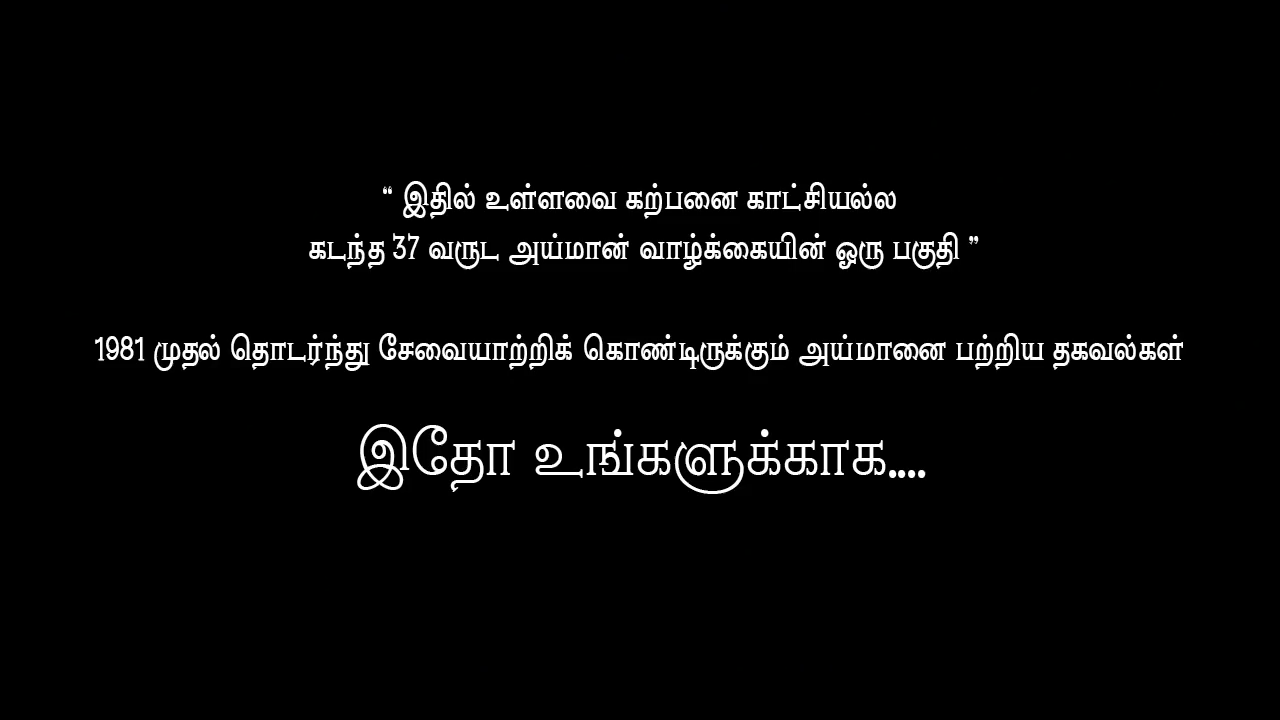 “ இதில் உள்ளவை கற்பனை காட்சியல்ல
கடந்த 37 வருட அய்மான் வாழ்க்கையின் ஒரு பகுதி ”
1981 முதல் தொடர்ந்து சேவையாற்றிக் கொண்டிருக்கும் அய்மானை பற்றிய தகவல்கள்
இதோ உங்களுக்காக....